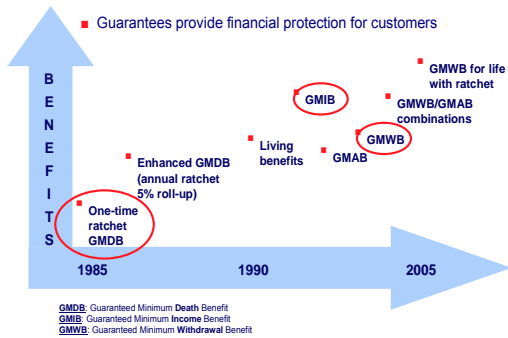 Guarantees provide financial protection for customers
B
E
N
E
F
I
T
S
GMWB for life
with ratchet
GMIB
GMWB/GMAB
combinations
GMWB
Living
benefits
GMAB
Enhanced GMDB
(annual ratchet
5% roll-up)
One-time
ratchet
GMDB
1985
1990
2005
GMDB: Guaranteed Minimum Death Benefit
GMIB: Guaranteed Minimum Income Benefit
GMWB: Guaranteed Minimum Withdrawal Benefit